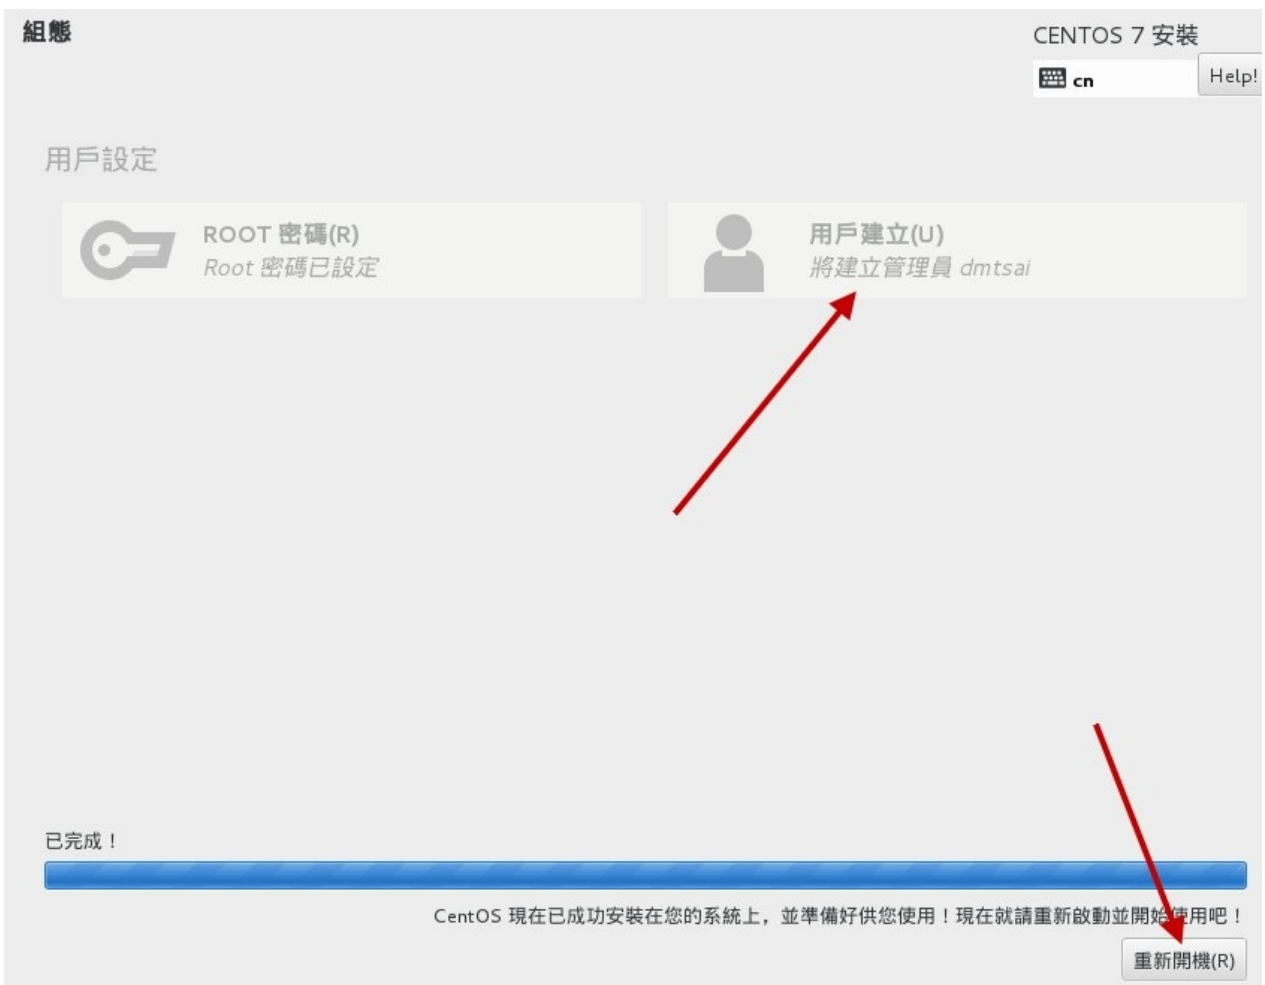 組態
CENTOS 7 安裝
cn
Help!
用戶設定
ROOT 密碼(R)
Root 密碼已設定
用戶建立(U)
將建立管理員 dmtsai
已完成！
CentOS 現在已成功安裝在您的系統上，並準備好供您使用！現在就請重新啟動並開始使用吧！
重新開機(R)